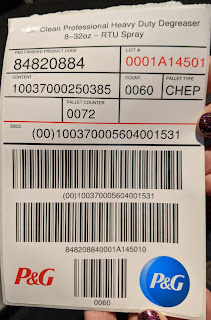 Clean Professional Heavy Duty Degreaser
8-32oz – RTU Spray
P&G FINISHED PRODUCT CODE
LOT #
84820884
0001A14501
CONTENT
COUNT
PALLET TYPE
10037000250385
0060
CHEP
PALLET COUNTER
0072
SSCC
(00)100370005604001531
(00)100370005604001531
848208840001A145010
P&G
P&G
0060